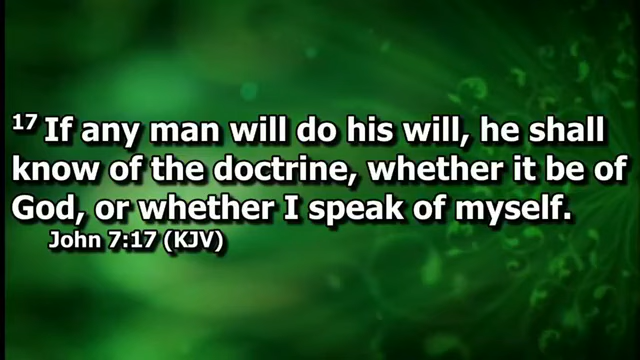 17 If any man will do his will, he shall
know of the doctrine, whether it be of
God, or whether I speak of myself.
John 7:17 (KJV)